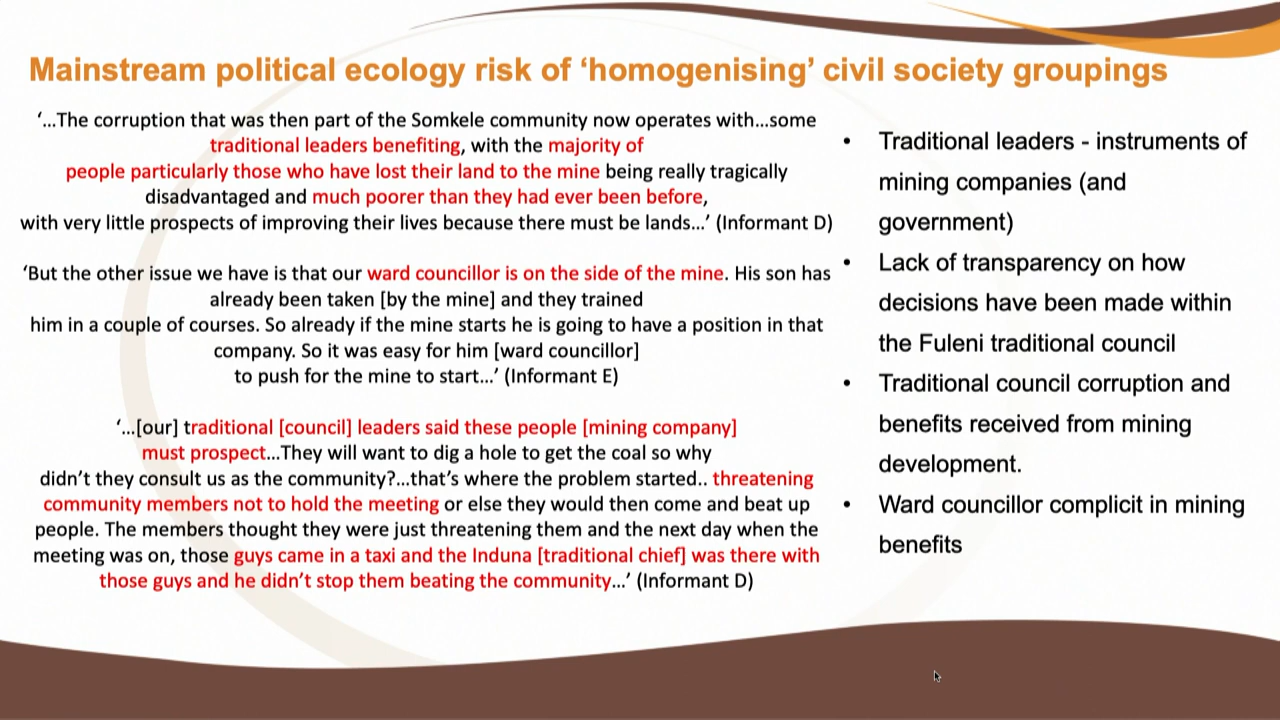 Mainstream political ecology risk of ‘homogenising’ civil society groupings
‘...The corruption that was then part of the Somkele community now operates with...some
traditional leaders benefiting, with the majority of
people particularly those who have lost their land to the mine being really tragically
disadvantaged and much poorer than they had ever been before,
with very little prospects of improving their lives because there must be lands...’ (Informant D)
‘But the other issue we have is that our ward councillor is on the side of the mine. His son has
already been taken [by the mine] and they trained
him in a couple of courses. So already if the mine starts he is going to have a position in that
company. So it was easy for him [ward councillor]
to push for the mine to start...’ (Informant E)
‘...[our] traditional [council] leaders said these people [mining company]
must prospect...They will want to dig a hole to get the coal so why
didn’t they consult us as the community?...that’s where the problem started.. threatening
community members not to hold the meeting or else they would then come and beat up
people. The members thought they were just threatening them and the next day when the
meeting was on, those guys came in a taxi and the Induna [traditional chief] was there with
those guys and he didn’t stop them beating the community...’ (Informant D)
• Traditional leaders - instruments of
mining companies (and
government)
• Lack of transparency on how
decisions have been made within
the Fuleni traditional council
• Traditional council corruption and
benefits received from mining
development.
• Ward councillor complicit in mining
benefits